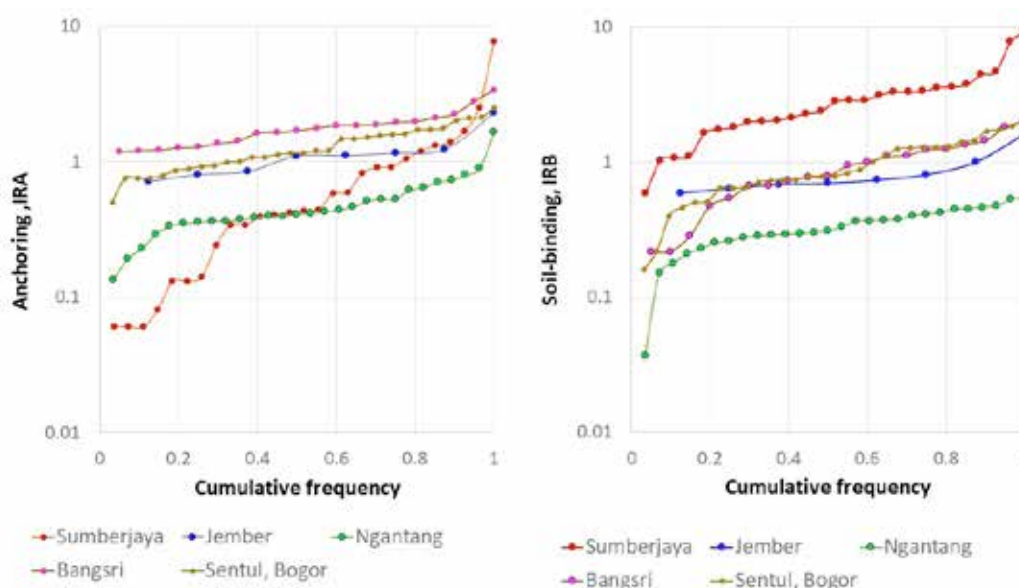 10
1
0.1
0.01
Anchoring ,IRA
0 0.2 0.4 0.6 0.8 1
Cumulative frequency
Sumberjaya Jember Ngantang
Bangsri Sentul, Bogor
10
1
0.1
0.01
Soil-binding, IRB
0 0.2 0.4 0.6 0.8 1
Cumulative frequency
Sumberjaya Jember Ngantang
Bangsri Sentul, Bogor